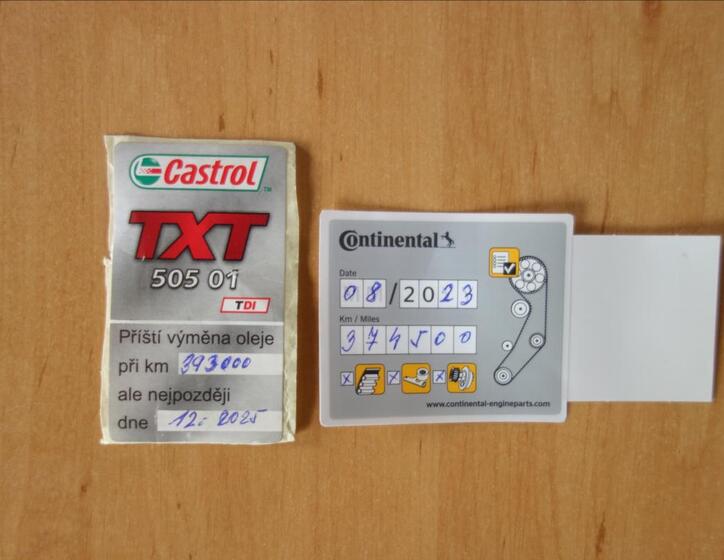 Castrol
TM
TXT
505 01
TDI
Příští výměna oleje
při km 393000
ale nejpozději
dne 12. 2025
Continental
Date
08/2023
Km / Miles
374500
x x x
www.continental-engineparts.com